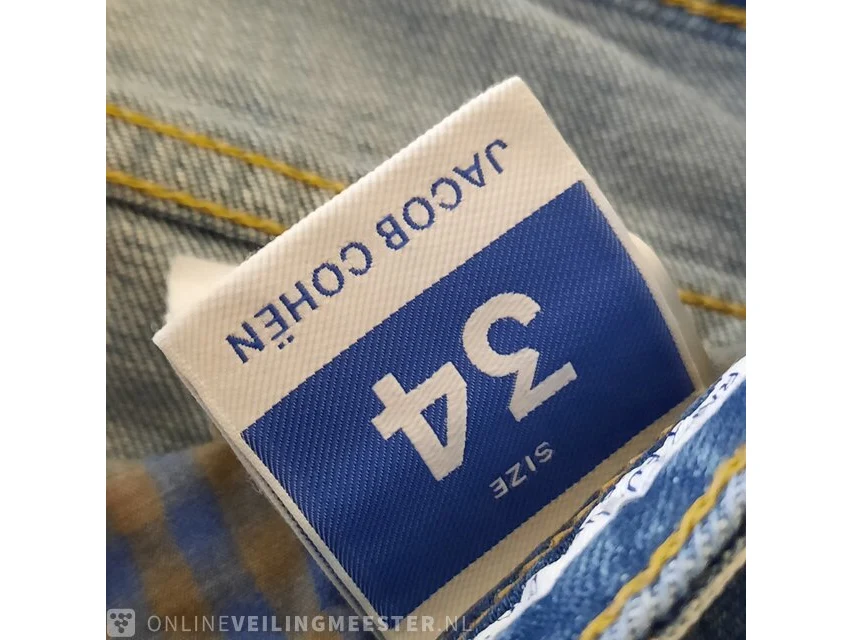 JACOB COHËN
34
SIZE
ONLINEVEILINGMEESTER.NL